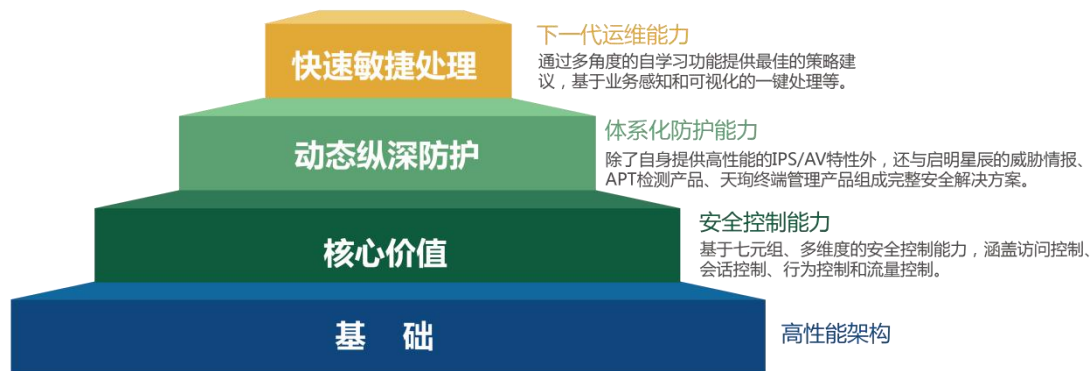 下一代运维能力
快速敏捷处理
通过多角度的自学习功能提供最佳的策略建
议，基于业务感知和可视化的一键处理等。
体系化防护能力
动态纵深防护
除了自身提供高性能的IPS/AV特性外，还与启明星辰的威胁情报、
APT检测产品、天珣终端管理产品组成完整安全解决方案。
安全控制能力
核心价值
基于七元组、多维度的安全控制能力，涵盖访问控制、
会话控制、行为控制和流量控制。
基 础
高性能架构